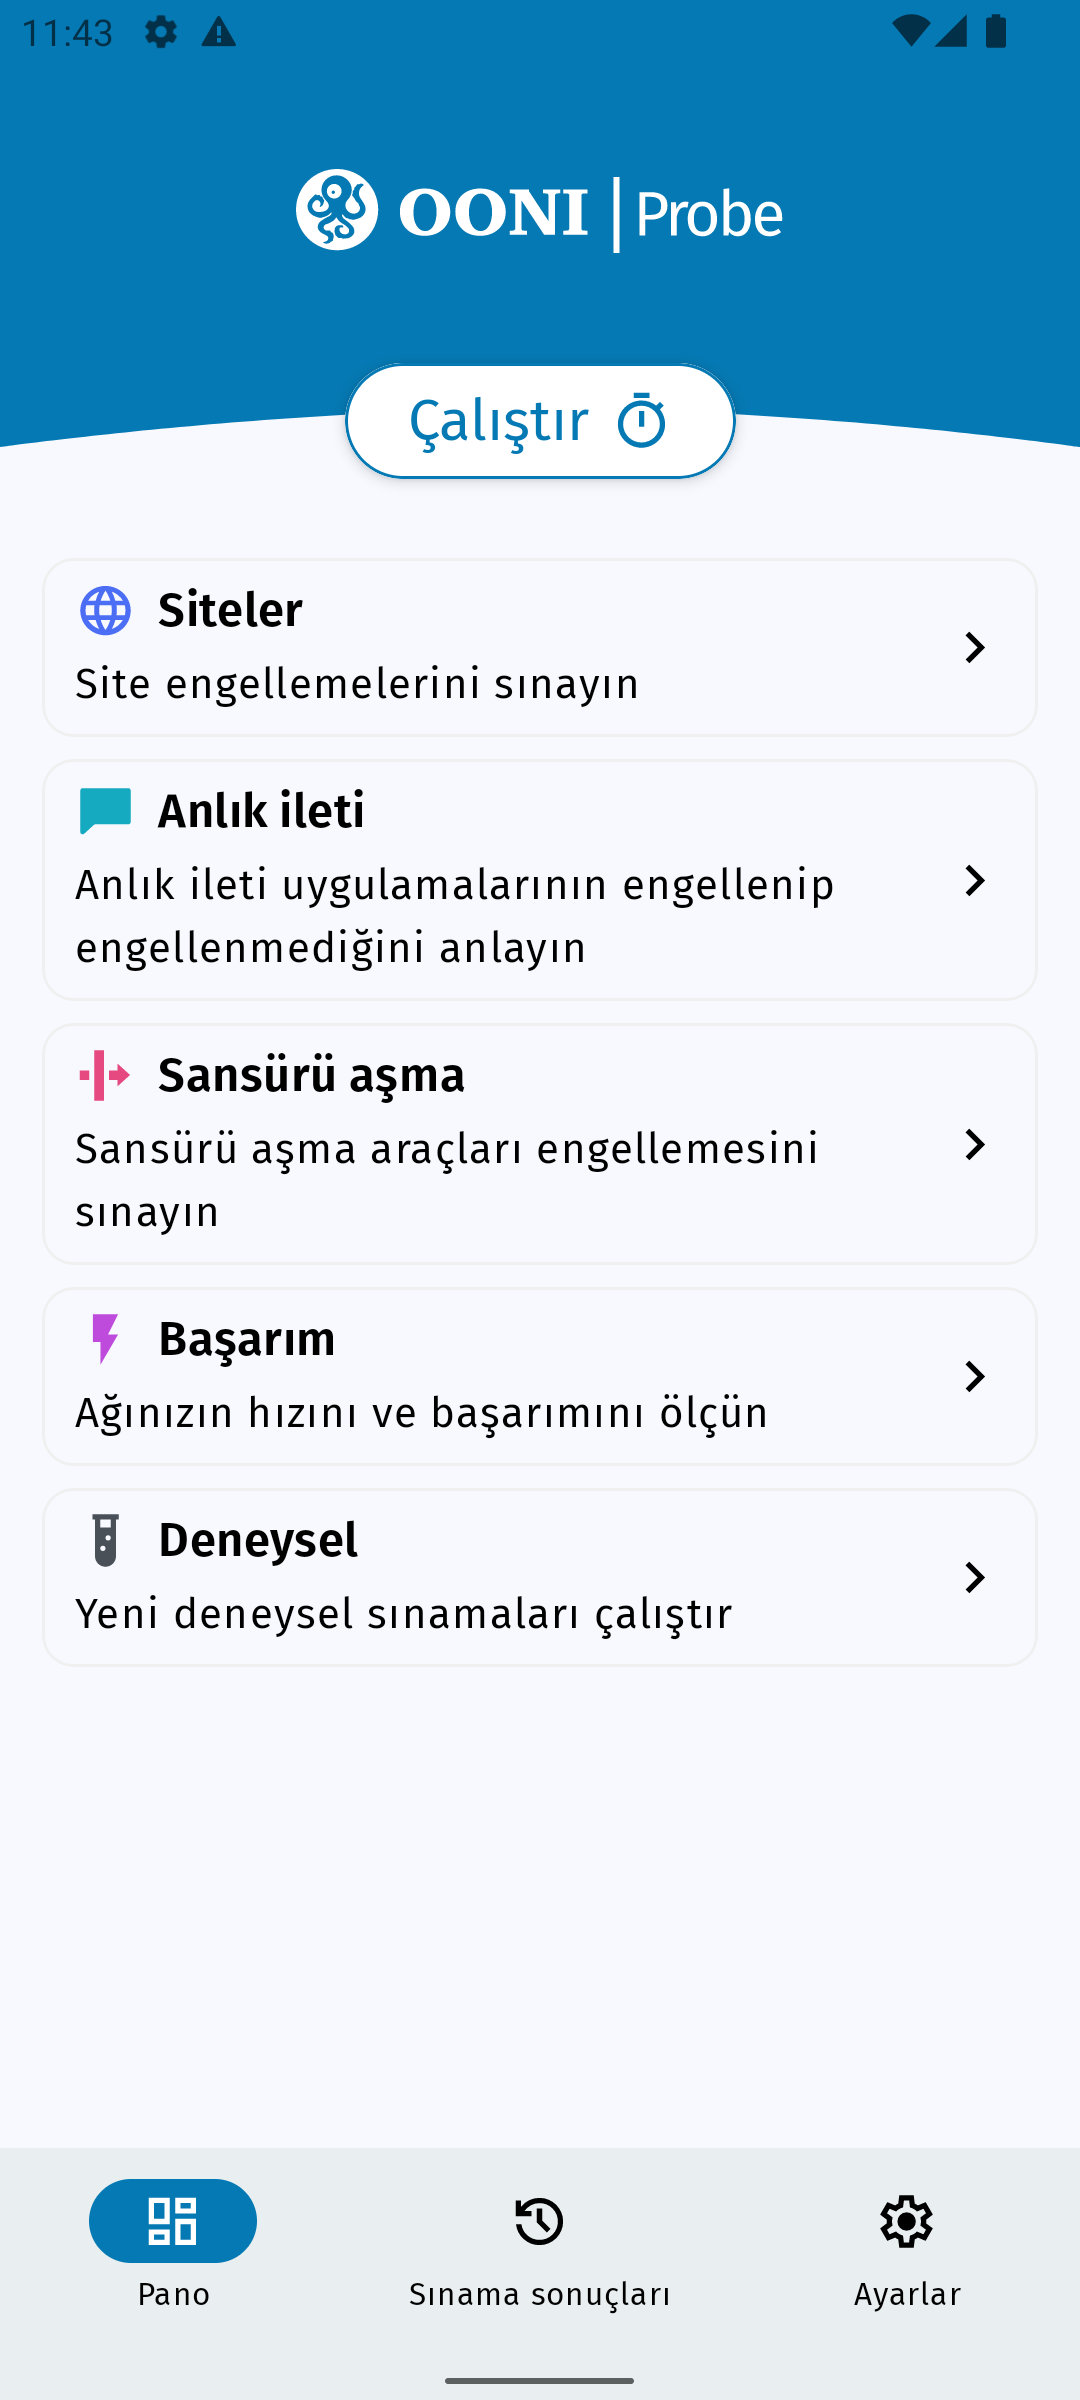 11:43
OONI | Probe
Çalıştır
Siteler
Site engellemelerini sınayın
Anlık ileti
Anlık ileti uygulamalarının engellenip
engellenmediğini anlayın
Sansürü aşma
Sansürü aşma araçları engellemesini
sınayın
Başarım
Ağınızın hızını ve başarımını ölçün
Deneysel
Yeni deneysel sınamaları çalıştır
Pano
Sınama sonuçları
Ayarlar